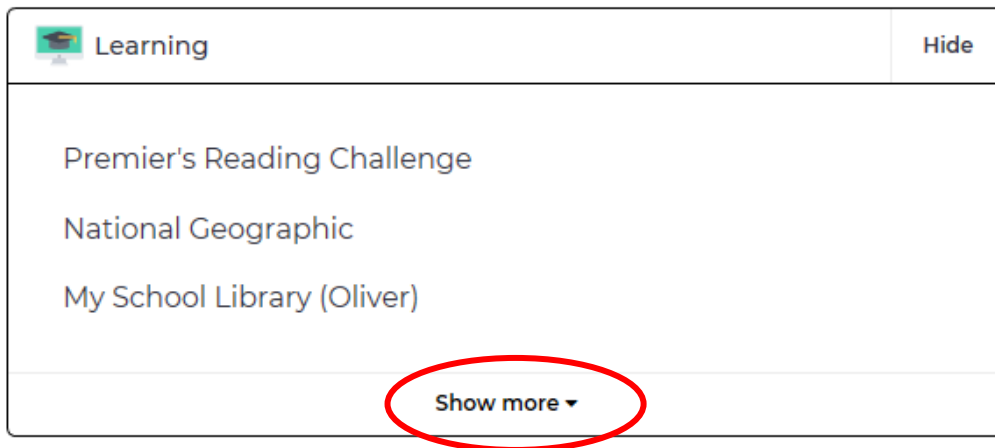 Learning
Hide
Premier's Reading Challenge
National Geographic
My School Library (Oliver)
Show more